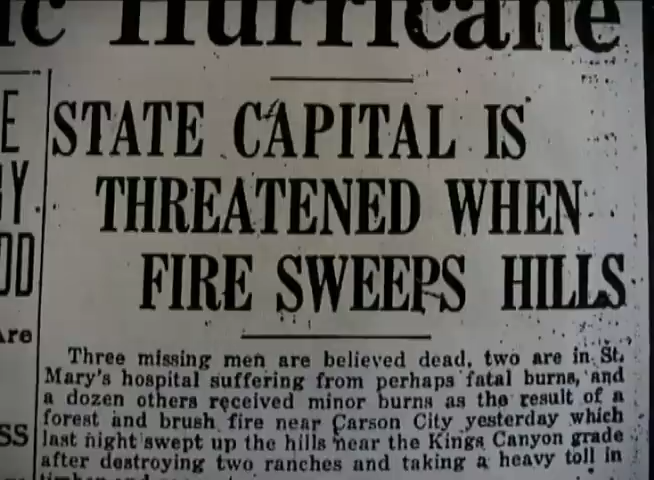 c Hurricane
STATE CAPITAL IS
THREATENED WHEN
FIRE SWEEPS HILLS
Three missing men are believed dead, two are in St.
Mary's hospital suffering from perhaps fatal burns, and
a dozen others received minor burns as the result of a
forest and brush fire near Carson City yesterday which
last night swept up the hills near the Kings Canyon grade
after destroying two ranches and taking a heavy toll in
E
Y
OD
Are
SS